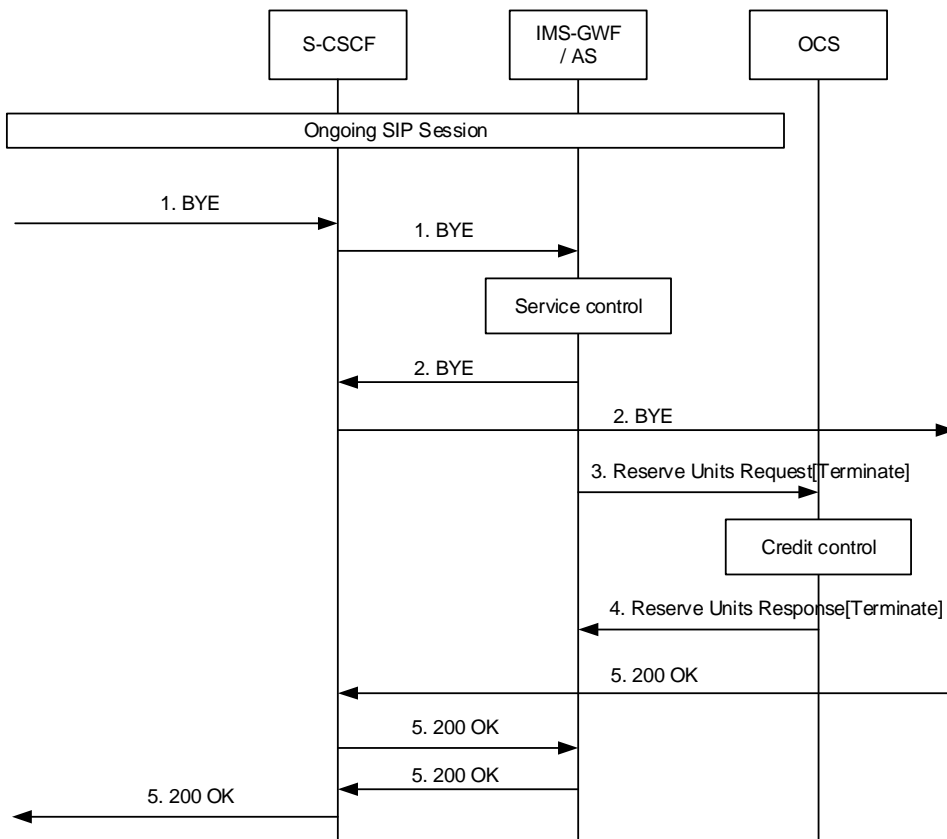 S-CSCF
IMS-GWF
/ AS
OCS
Ongoing SIP Session
1. BYE
1. BYE
Service control
2. BYE
2. BYE
3. Reserve Units Request[Terminate]
Credit control
4. Reserve Units Response[Terminate]
5. 200 OK
5. 200 OK
5. 200 OK
5. 200 OK